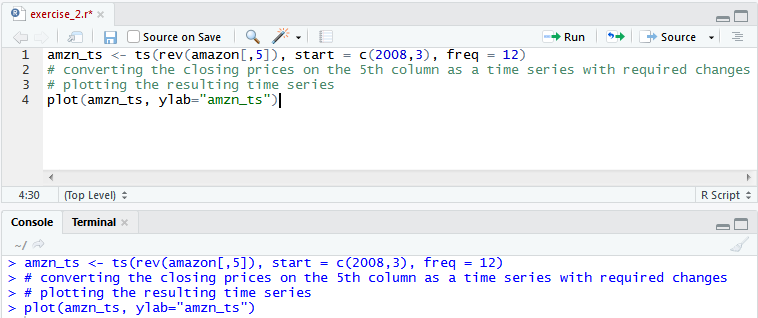 exercise_2.r* ×
Source on Save
Run
Source
1 amzn_ts <- ts(rev(amazon[,5]), start = c(2008,3), freq = 12)
2 # converting the closing prices on the 5th column as a time series with required changes
3 # plotting the resulting time series
4 plot(amzn_ts, ylab="amzn_ts")
4:30 (Top Level) R Script
Console Terminal ×
~/
> amzn_ts <- ts(rev(amazon[,5]), start = c(2008,3), freq = 12)
> # converting the closing prices on the 5th column as a time series with required changes
> # plotting the resulting time series
> plot(amzn_ts, ylab="amzn_ts")